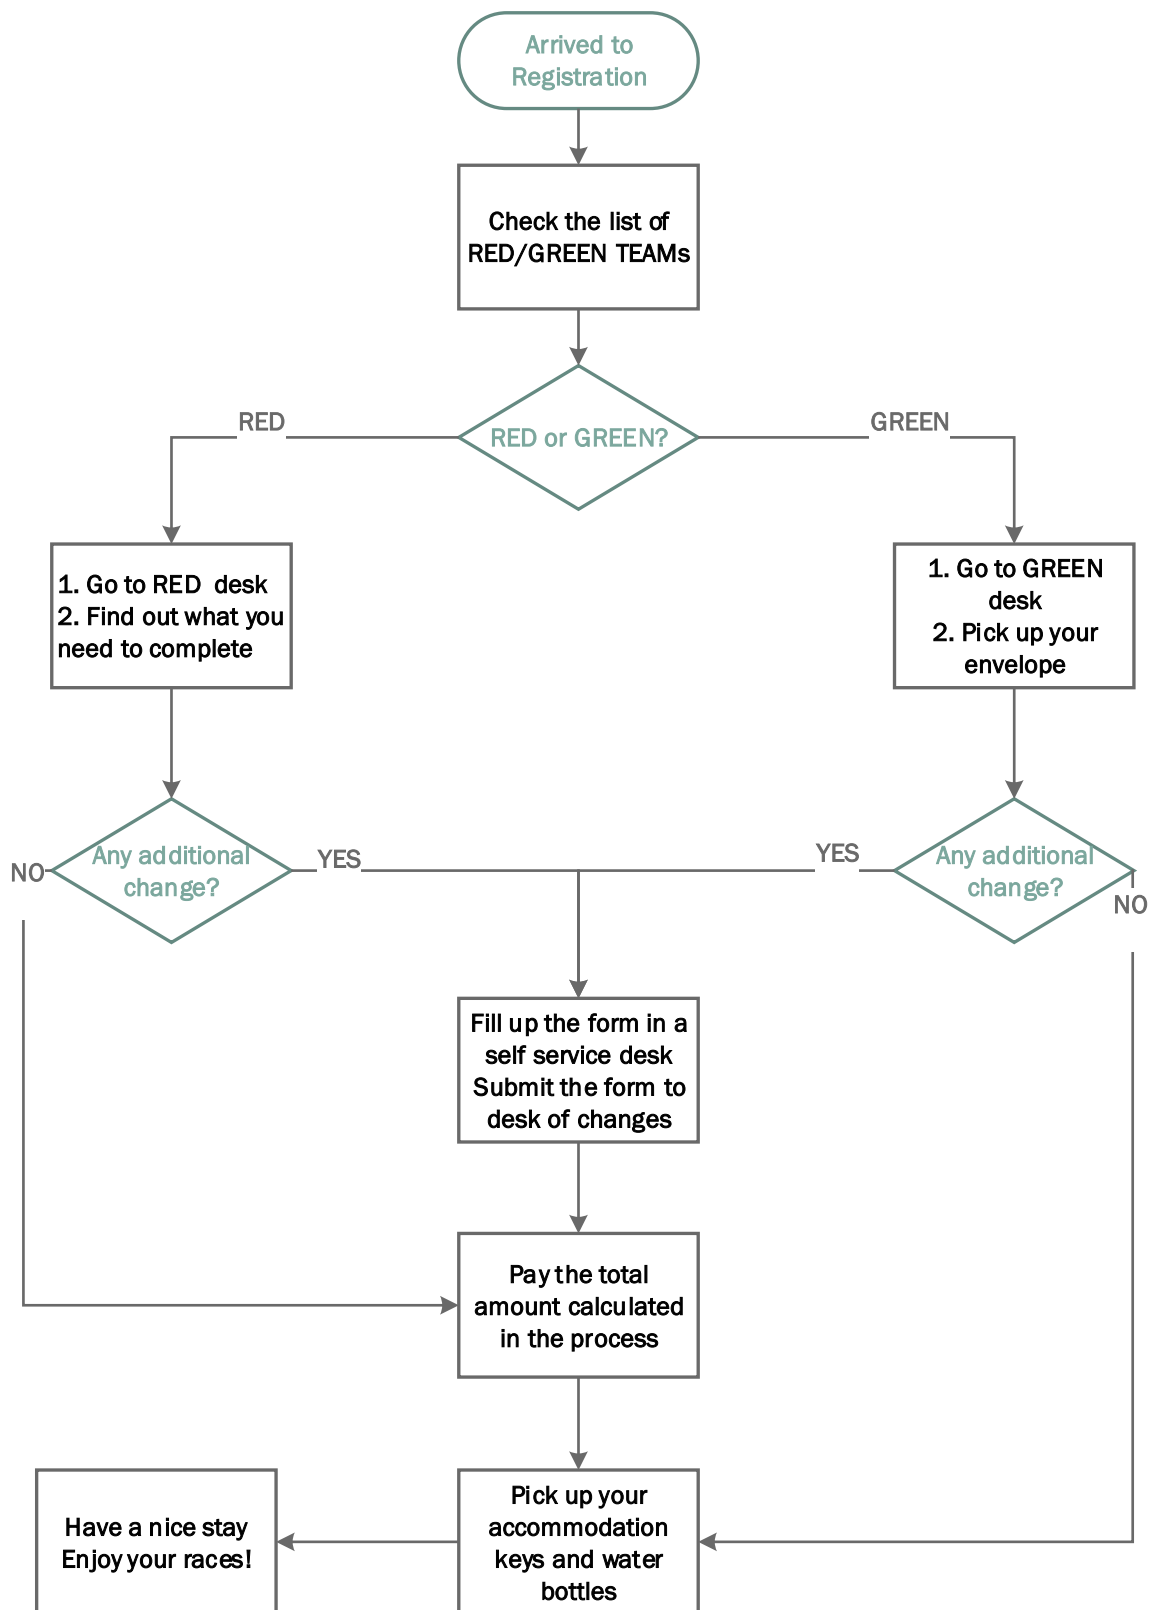 Arrived to
Registration
Check the list of
RED/GREEN TEAMs
RED or GREEN?
RED
GREEN
1. Go to RED desk
2. Find out what you
need to complete
1. Go to GREEN
desk
2. Pick up your
envelope
Any additional
change?
NO
YES
YES
Any additional
change?
NO
Fill up the form in a
self service desk
Submit the form to
desk of changes
Pay the total
amount calculated
in the process
Have a nice stay
Enjoy your races!
Pick up your
accommodation
keys and water
bottles